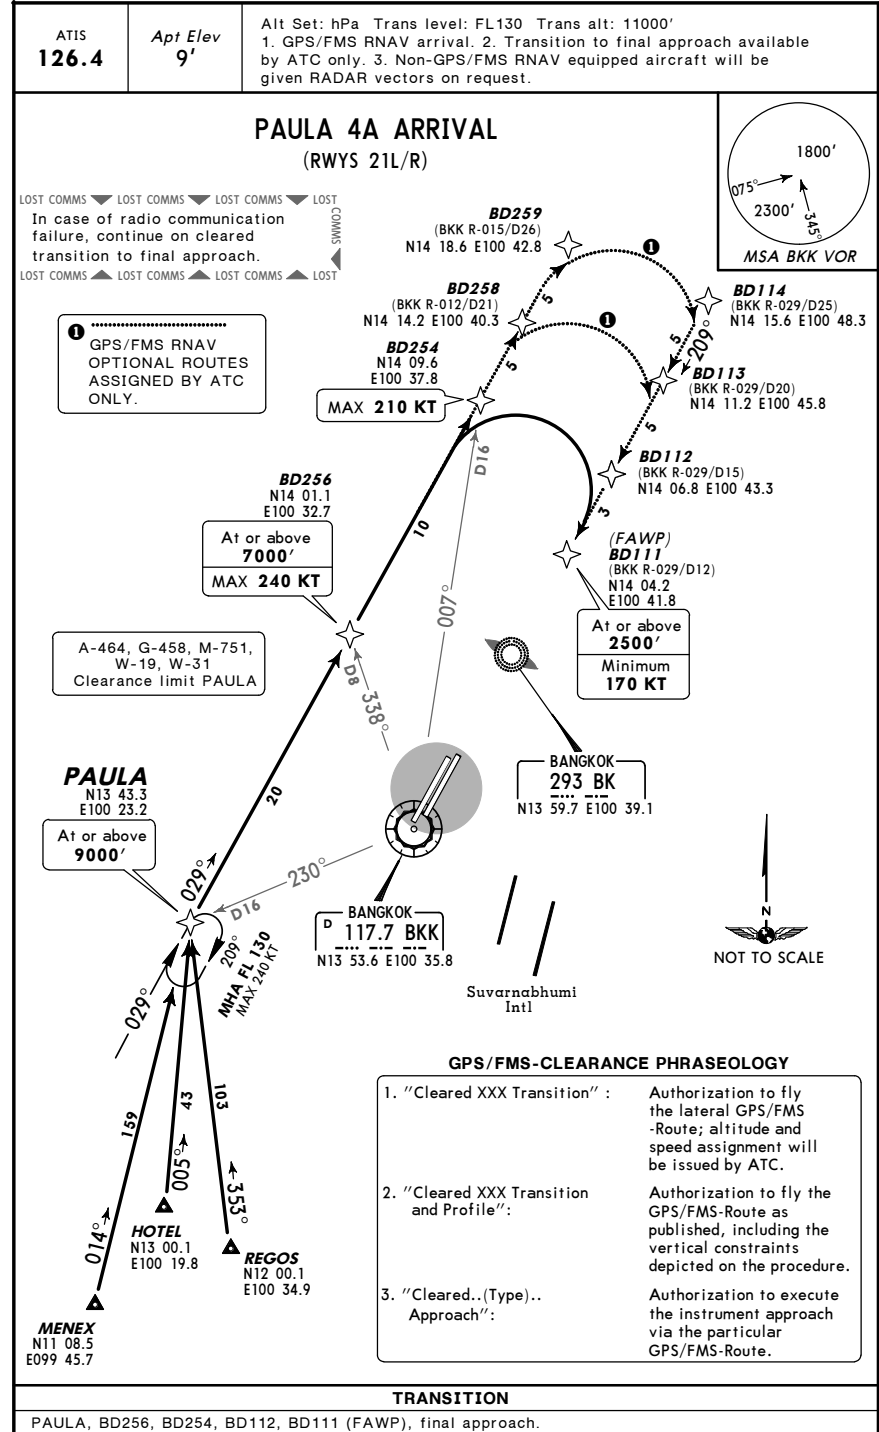 ATIS
126.4
Apt Elev
9'
Alt Set: hPa Trans level: FL130 Trans alt: 11000'
1. GPS/FMS RNAV arrival. 2. Transition to final approach available
by ATC only. 3. Non-GPS/FMS RNAV equipped aircraft will be
given RADAR vectors on request.
PAULA 4A ARRIVAL
(RWYS 21L/R)
1800'
075°
2300'
345°
MSA BKK VOR
LOST COMMS LOST COMMS LOST COMMS LOST
COMMS
In case of radio communication
failure, continue on cleared
transition to final approach.
LOST COMMS LOST COMMS LOST COMMS LOST
1
GPS/FMS RNAV
OPTIONAL ROUTES
ASSIGNED BY ATC
ONLY.
BD259
(BKK R-015/D26)
N14 18.6 E100 42.8
1
BD258
(BKK R-012/D21)
N14 14.2 E100 40.3
5
1
BD114
(BKK R-029/D25)
N14 15.6 E100 48.3
5
209°
BD254
N14 09.6
E100 37.8
MAX 210 KT
5
BD113
(BKK R-029/D20)
N14 11.2 E100 45.8
5
D16
BD112
(BKK R-029/D15)
N14 06.8 E100 43.3
3
BD256
N14 01.1
E100 32.7
At or above
7000'
MAX 240 KT
10
(FAWP)
BD111
(BKK R-029/D12)
N14 04.2
E100 41.8
At or above
2500'
Minimum
170 KT
007°
A-464, G-458, M-751,
W-19, W-31
Clearance limit PAULA
D8
338°
BANGKOK
293 BK
N13 59.7 E100 39.1
PAULA
N13 43.3
E100 23.2
At or above
9000'
20
029°
230°
D16
D
BANGKOK
117.7 BKK
N13 53.6 E100 35.8
209°
MHA FL 130
MAX 240 KT
029°
Suvarnabhumi
Intl
N
NOT TO SCALE
159
43
103
014°
005°
353°
HOTEL
N13 00.1
E100 19.8
REGOS
N12 00.1
E100 34.9
MENEX
N11 08.5
E099 45.7
GPS/FMS-CLEARANCE PHRASEOLOGY
1. "Cleared XXX Transition" : Authorization to fly
the lateral GPS/FMS
-Route; altitude and
speed assignment will
be issued by ATC.
2. "Cleared XXX Transition Authorization to fly the
and Profile": GPS/FMS-Route as
published, including the
vertical constraints
depicted on the procedure.
3. "Cleared..(Type).. Authorization to execute
Approach": the instrument approach
via the particular
GPS/FMS-Route.
TRANSITION
PAULA, BD256, BD254, BD112, BD111 (FAWP), final approach.